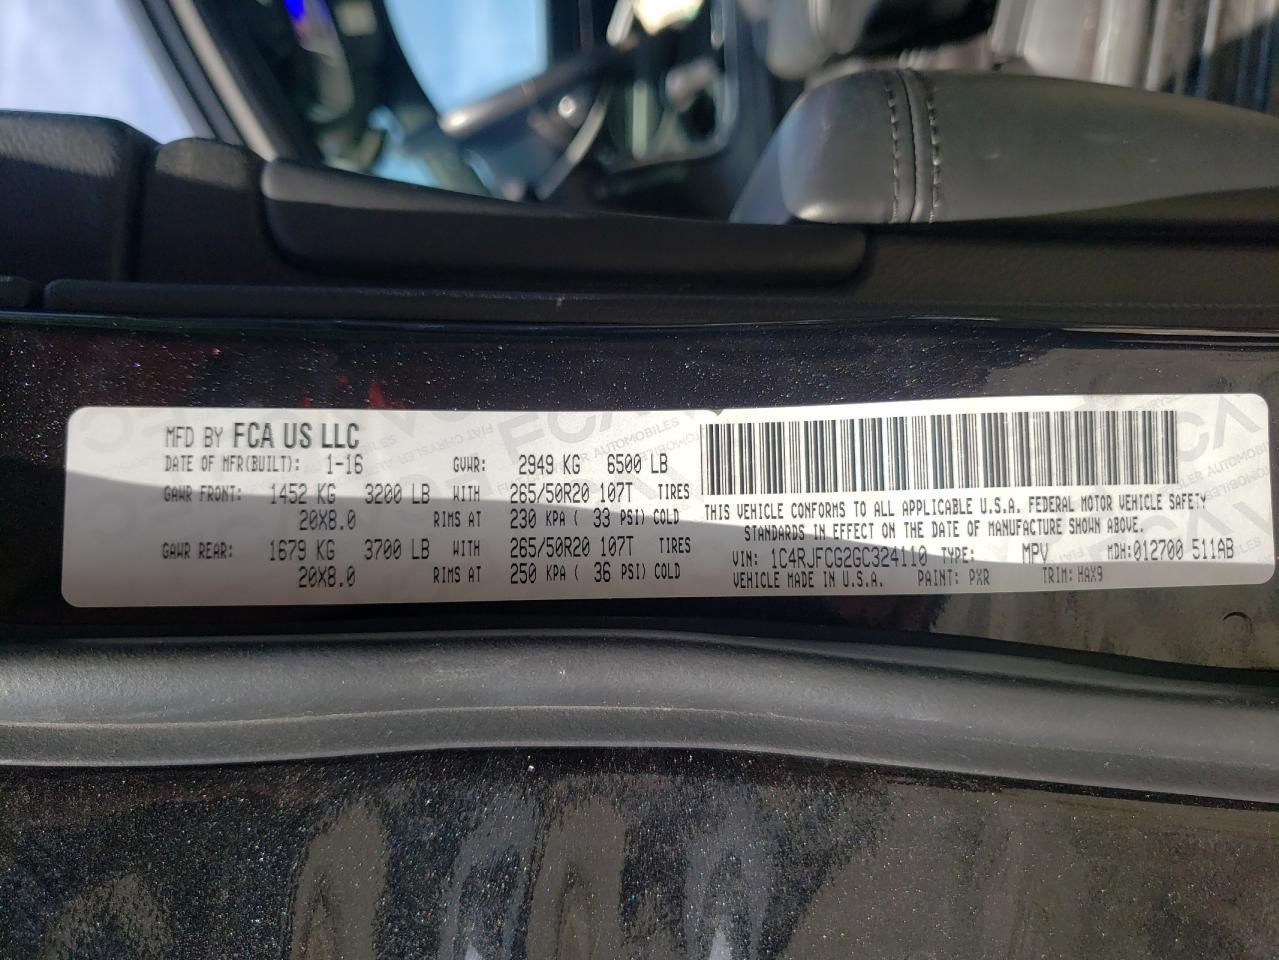 MFD BY FCA US LLC
DATE OF MFR(BUILT): 1-16 GVWR: 2949 KG 6500 LB
GAWR FRONT: 1452 KG 3200 LB WITH 265/50R20 107T TIRES
20X8.0 RIMS AT 230 KPA ( 33 PSI) COLD
GAWR REAR: 1679 KG 3700 LB WITH 265/50R20 107T TIRES
20X8.0 RIMS AT 250 KPA ( 36 PSI) COLD
THIS VEHICLE CONFORMS TO ALL APPLICABLE U.S.A. FEDERAL MOTOR VEHICLE SAFETY
STANDARDS IN EFFECT ON THE DATE OF MANUFACTURE SHOWN ABOVE.
VIN: 1C4RJFCG2GC324110 TYPE: MPV MDH:012700 511AB
VEHICLE MADE IN U.S.A. PAINT: PXR TRIM: HAX9